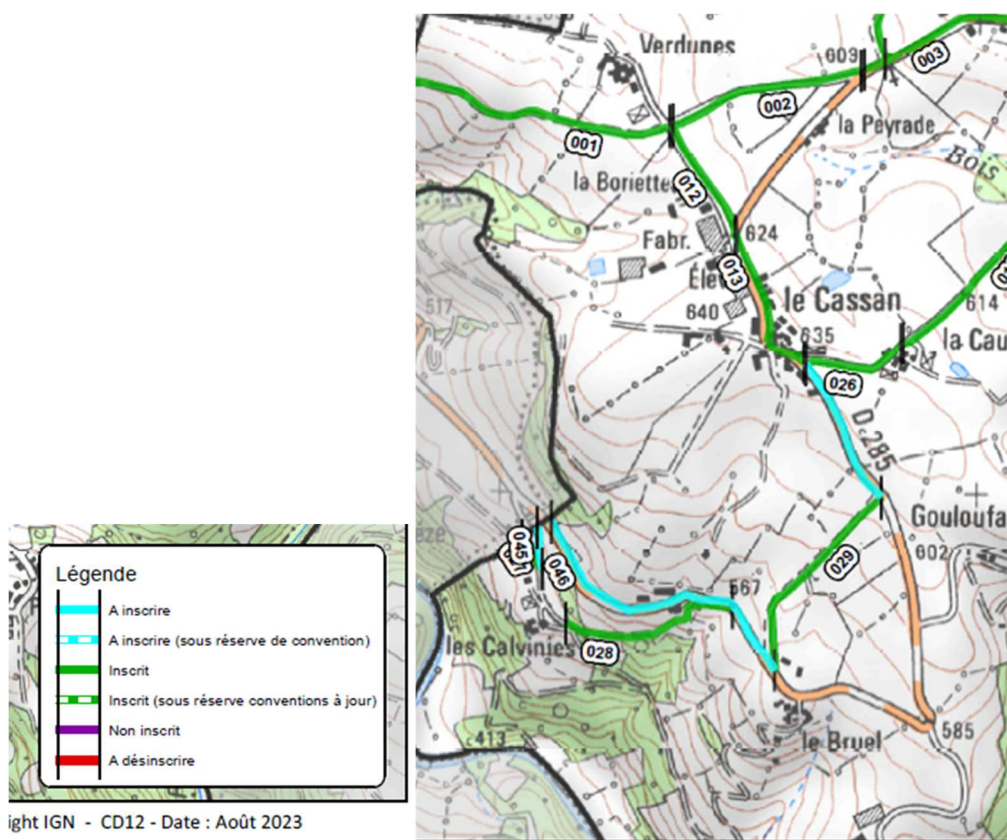 Verdunes
609
003
002
la Peyrade
001
Bois
la Boriette
012
624
Fabr.
013
Éle
le Cassan
517
640
614
635
la Cau
026
D 285
Gouloufa
602
045
046
029
567
les Calvinies
028
413
le Bruel
585
Légende
A inscrire
A inscrire (sous réserve de convention)
Inscrit
Inscrit (sous réserve conventions à jour)
Non inscrit
A désinscrire
ight IGN - CD12 - Date : Août 2023